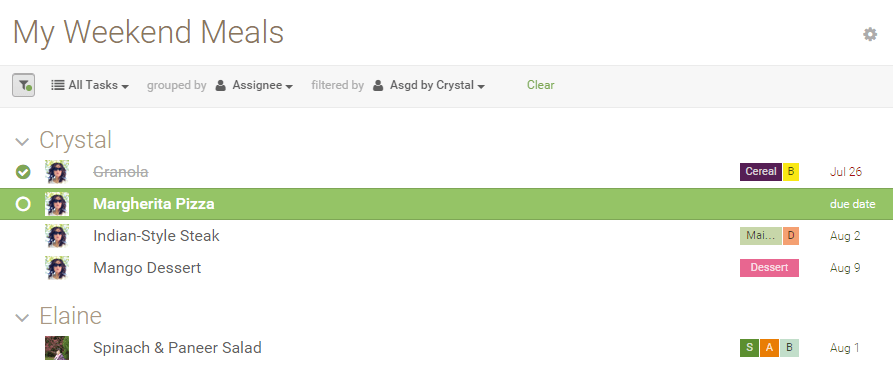 My Weekend Meals
All Tasks grouped by Assignee filtered by Asgd by Crystal Clear
Crystal
Granola Cereal B Jul 26
Margherita Pizza due date
Indian-Style Steak Mai... D Aug 2
Mango Dessert Dessert Aug 9
Elaine
Spinach & Paneer Salad S A B Aug 1